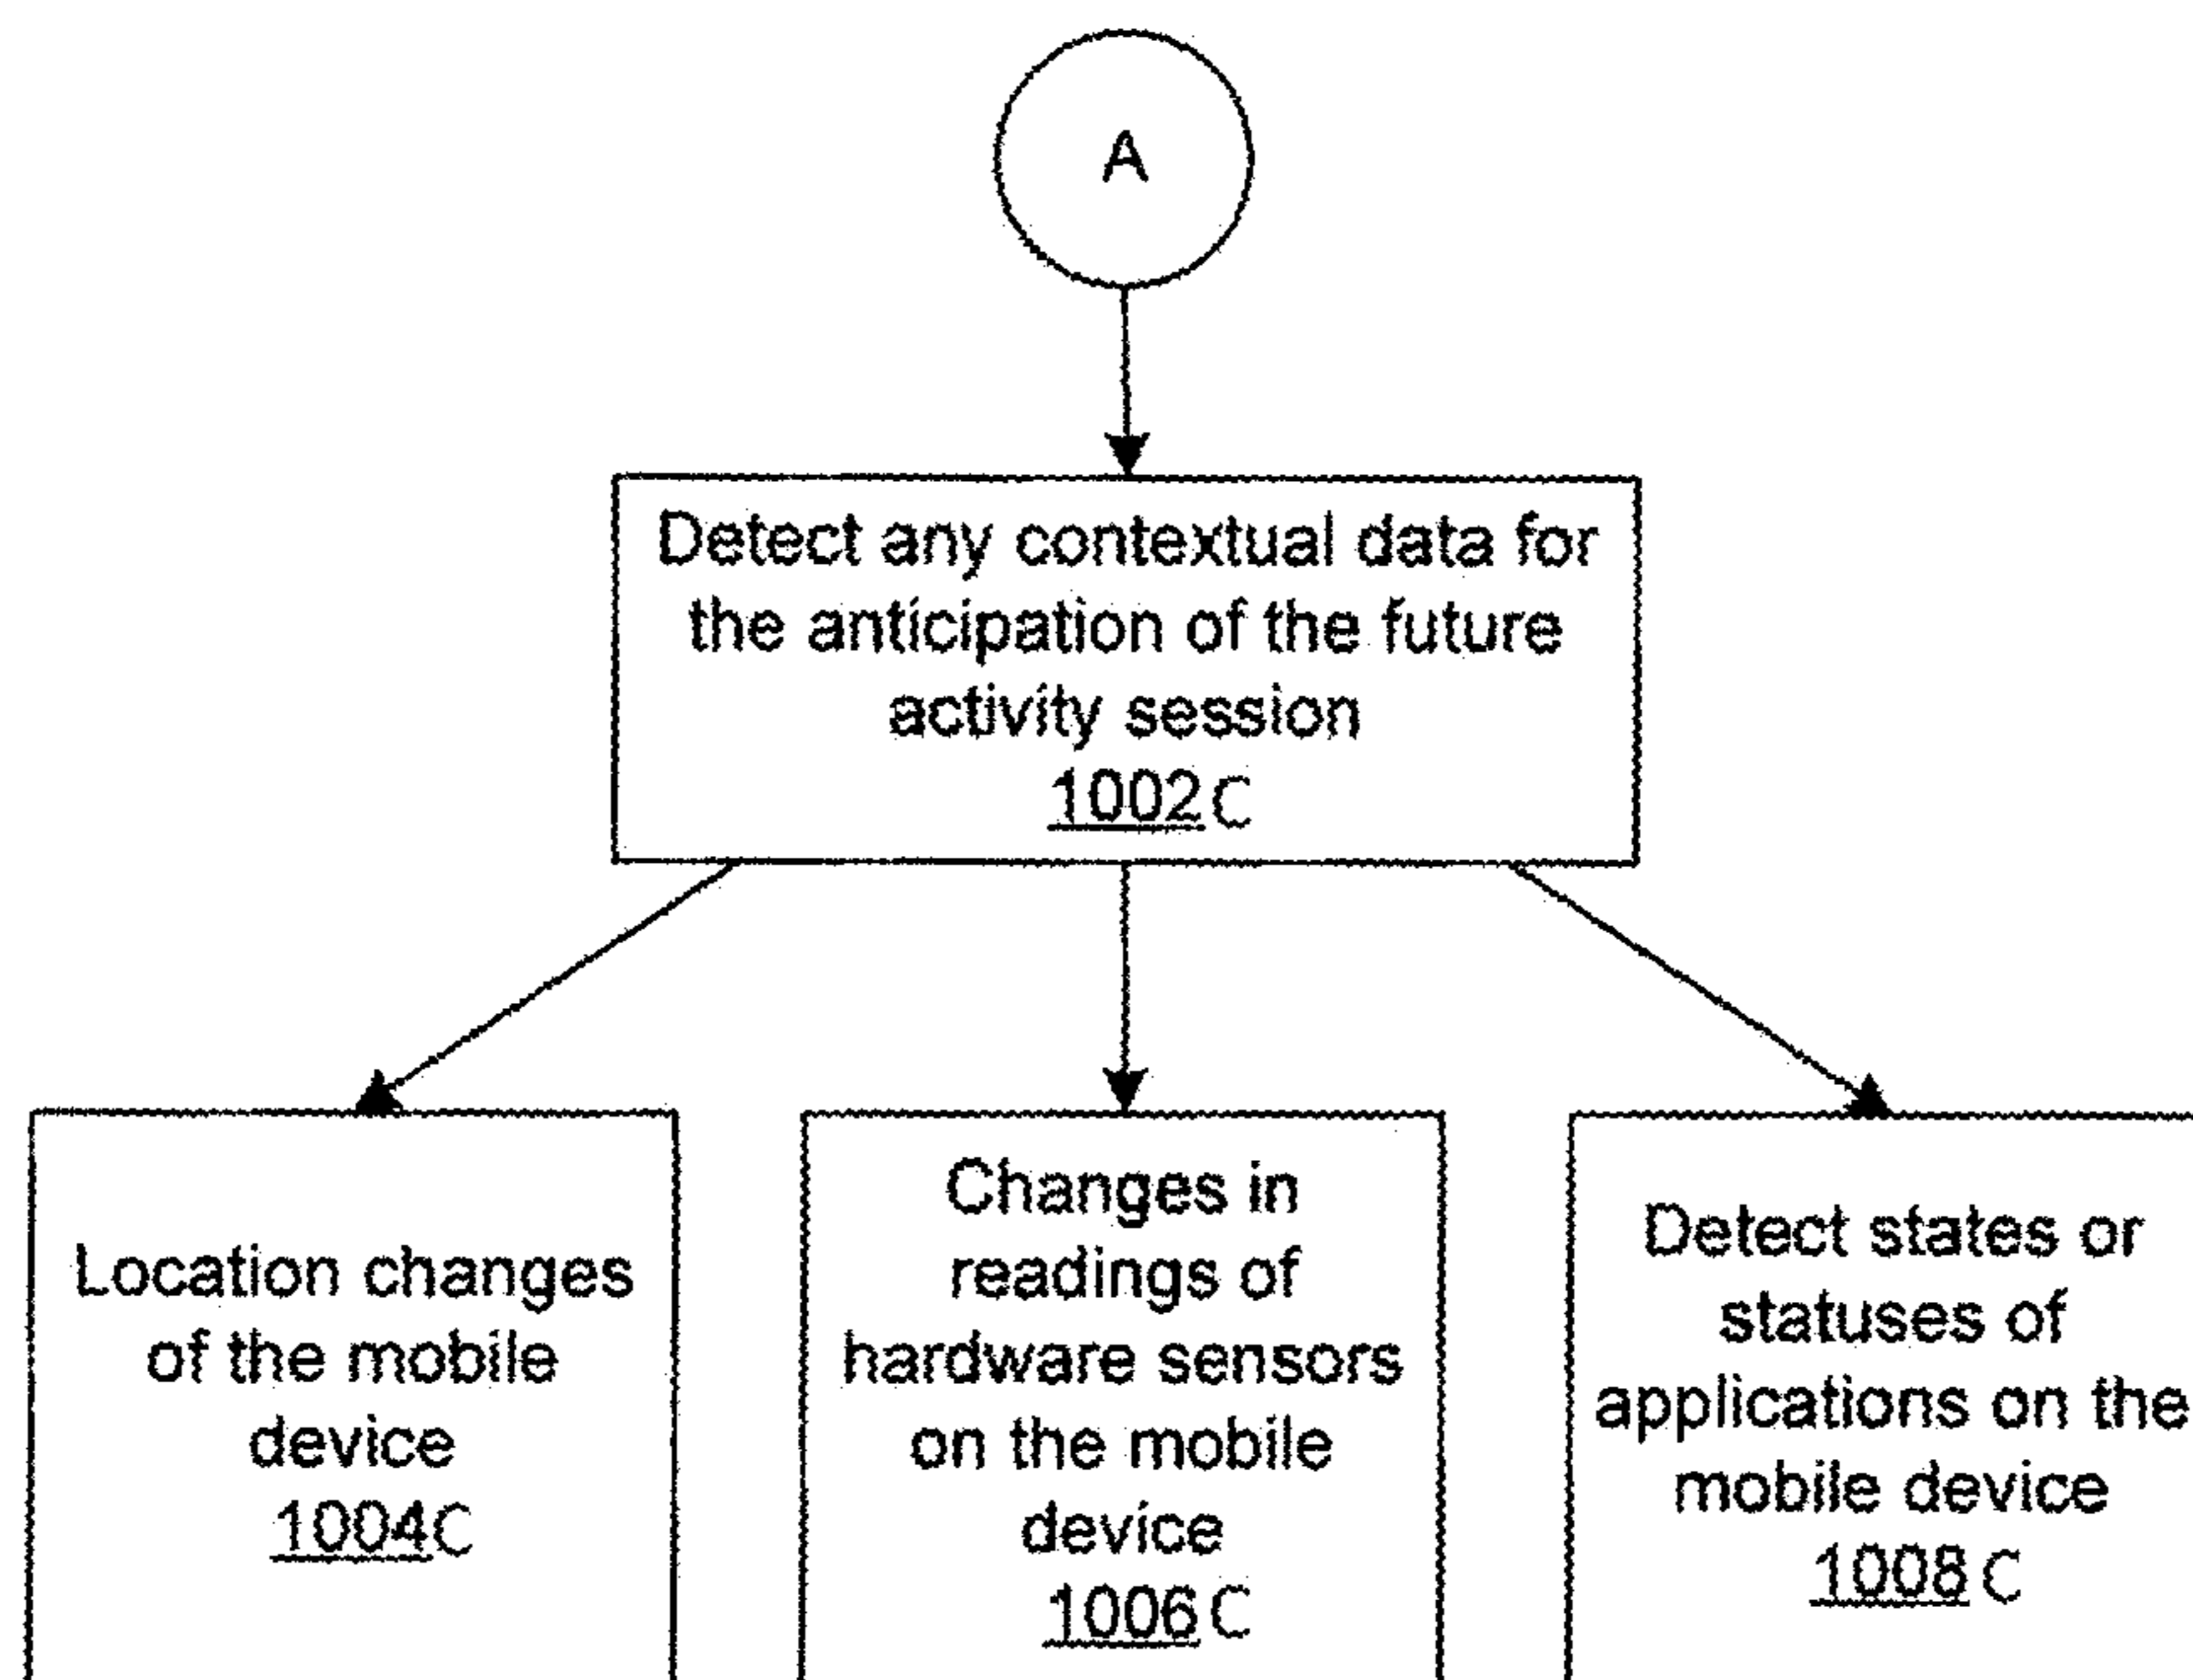 A
Detect any contextual data for
the anticipation of the future
activity session
1002C
Location changes
of the mobile
device
1004C
Changes in
readings of
hardware sensors
on the mobile
device
1006C
Detect states or
statuses of
applications on the
mobile device
1008C